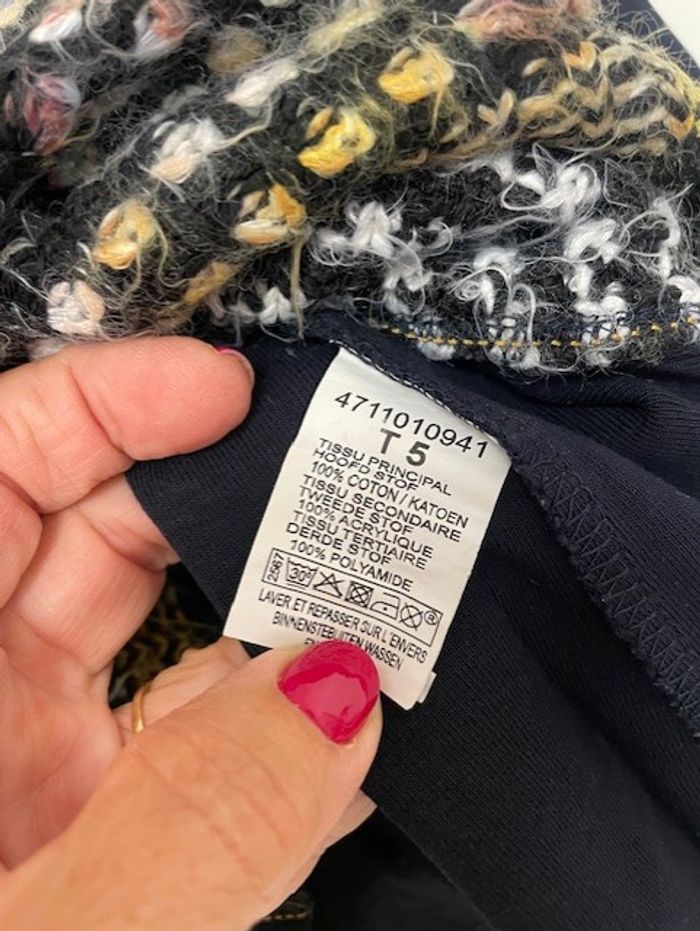 4711010941
T 5
TISSU PRINCIPAL
HOOFD STOF
100% COTON / KATOEN
TISSU SECONDAIRE
TWEEDE STOF
100% ACRYLIQUE
TISSU TERTIAIRE
DERDE STOF
100% POLYAMIDE
2561 30°
LAVER ET REPASSER SUR L'ENVERS
BINNENSTEBUITEN WASSEN